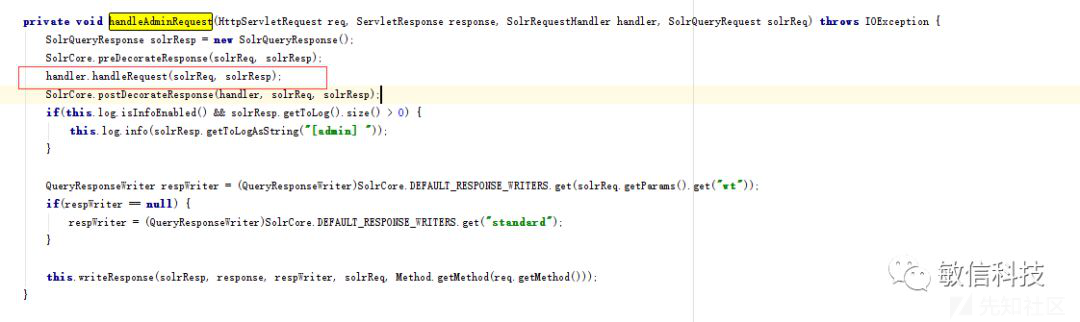 private void handleAdminRequest(HttpServletRequest req, ServletResponse response, SolrRequestHandler handler, SolrQueryRequest solrReq) throws IOException {
SolrQueryResponse solrResp = new SolrQueryResponse();
SolrCore.preDecorateResponse(solrReq, solrResp);
handler.handleRequest(solrReq, solrResp);
SolrCore.postDecorateResponse(handler, solrReq, solrResp);
if(this.log.isInfoEnabled() && solrResp.getToLog().size() > 0) {
this.log.info(solrResp.getToLogAsString("[admin] "));
}
QueryResponseWriter respWriter = (QueryResponseWriter)SolrCore.DEFAULT_RESPONSE_WRITERS.get(solrReq.getParams().get("wt"));
if(respWriter == null) {
respWriter = (QueryResponseWriter)SolrCore.DEFAULT_RESPONSE_WRITERS.get("standard");
}
this.writeResponse(solrResp, response, respWriter, solrReq, Method.getMethod(req.getMethod()));
}
敏信科技
先知社区